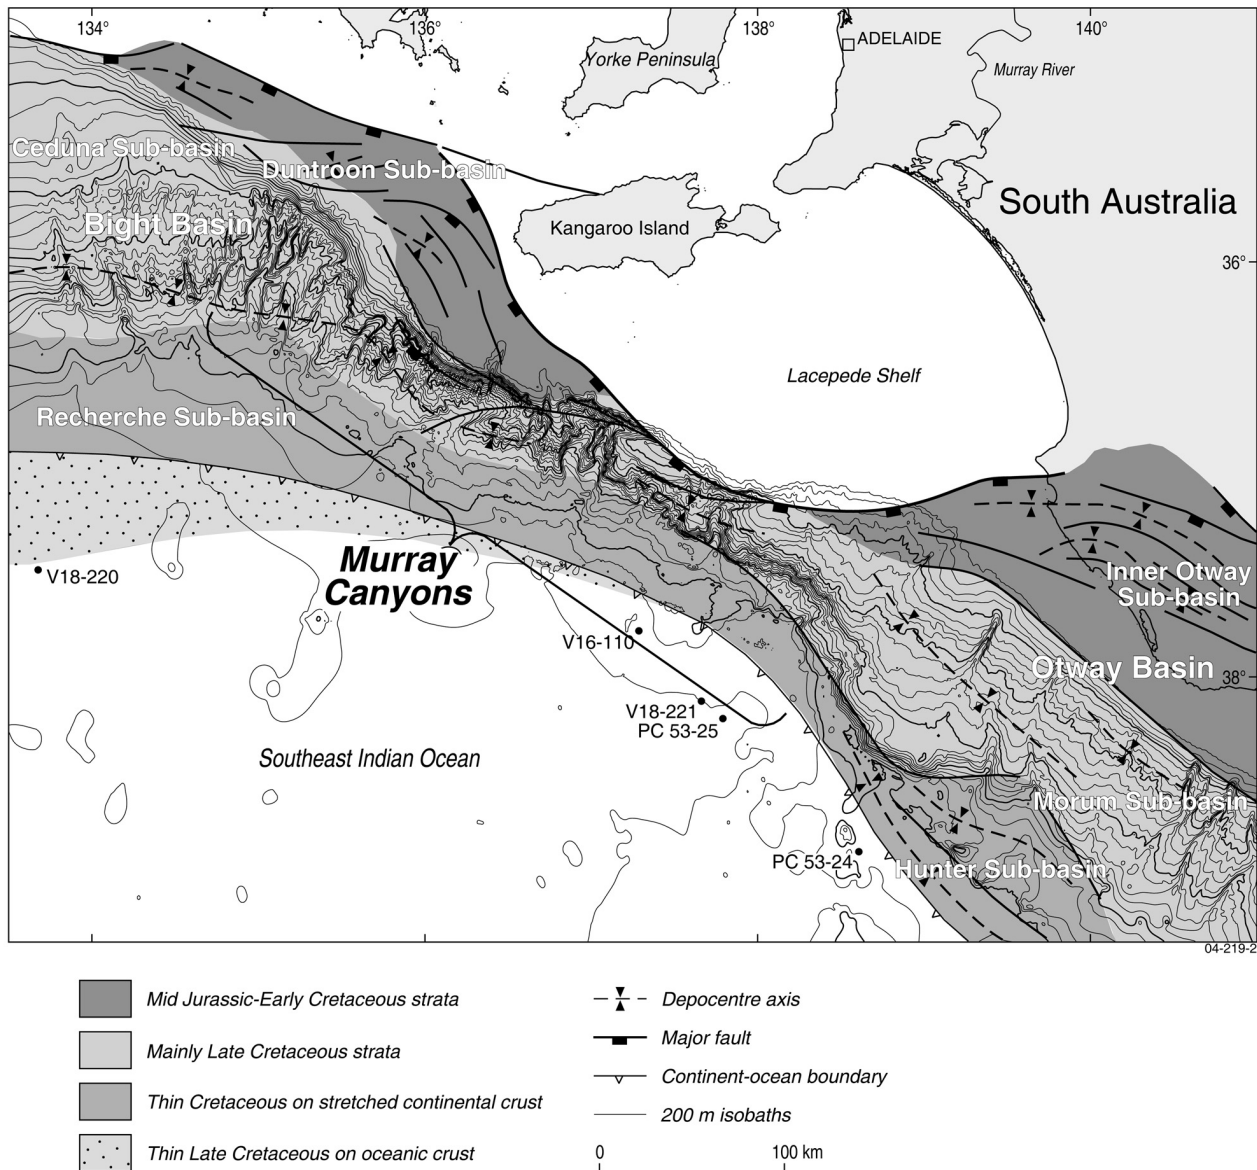 134°
136°
138°
140°
ADELAIDE
Yorke Peninsula
Murray River
Ceduna Sub-basin
Duntroon Sub-basin
South Australia
Bight Basin
Kangaroo Island
36°
Lacepede Shelf
Recherche Sub-basin
Murray
Canyons
V18-220
Inner Otway
Sub-basin
V16-110
Otway Basin
38°
V18-221
PC 53-25
Southeast Indian Ocean
Morum Sub-basin
PC 53-24
Hunter Sub-basin
04-219-2
Mid Jurassic-Early Cretaceous strata
Mainly Late Cretaceous strata
Thin Cretaceous on stretched continental crust
Thin Late Cretaceous on oceanic crust
Depocentre axis
Major fault
Continent-ocean boundary
200 m isobaths
0
100 km